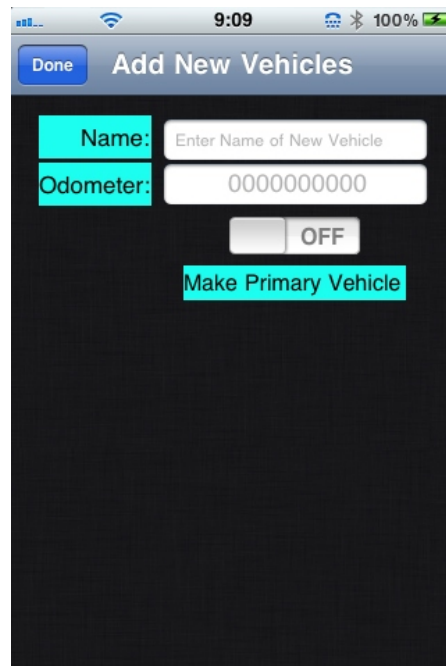 9:09 100%
Done Add New Vehicles
Name: Enter Name of New Vehicle
Odometer: 0000000000
OFF
Make Primary Vehicle